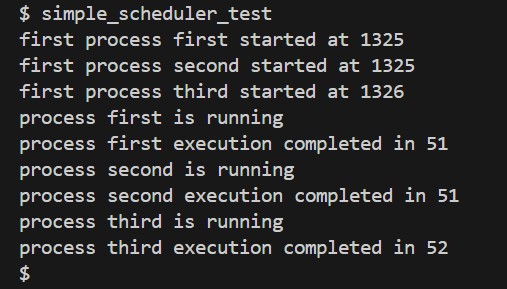 $ simple_scheduler_test
first process first started at 1325
first process second started at 1325
first process third started at 1326
process first is running
process first execution completed in 51
process second is running
process second execution completed in 51
process third is running
process third execution completed in 52
$